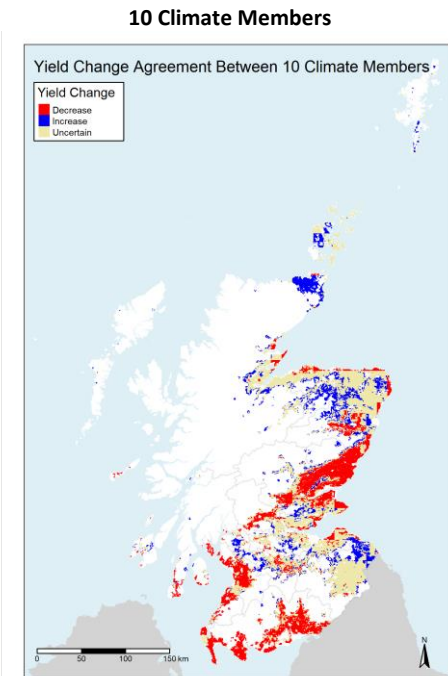 10 Climate Members
Yield Change Agreement Between 10 Climate Members
Yield Change
Decrease
Increase
Uncertain
N
0 50 100 150 km